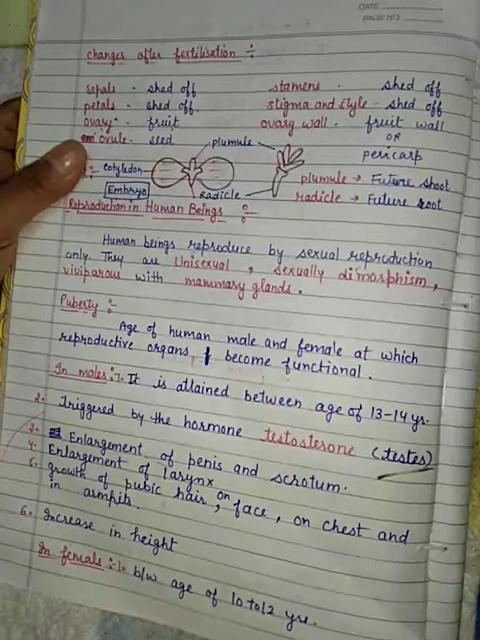 DATE
PAGE NO.
Changes after fertilisation :-
sepals - shed off
petals - shed off.
ovary - fruit
ovule - seed
stamens - shed off
stigma and style - shed off
ovary wall - fruit wall
OR
pericarp
plumule
cotyledon
Embryo
Radicle
plumule → Future shoot
radicle → Future root
Reproduction in Human Beings :-
Human beings reproduce by sexual reproduction
only. They are Unisexual, sexually dimorphism,
viviparous with mammary glands.
Puberty :-
Age of human male and female at which
reproductive organs become functional.
In males:- 1. It is attained between age of 13-14 yr.
2. Triggered by the hormone testosterone (testes)
3. Enlargement of penis and scrotum.
4. Enlargement of larynx
5. growth of pubic hair, on face, on chest and
in armpits.
6. Increase in height
In females :- 1. b/w age of 10 to 12 yrs.